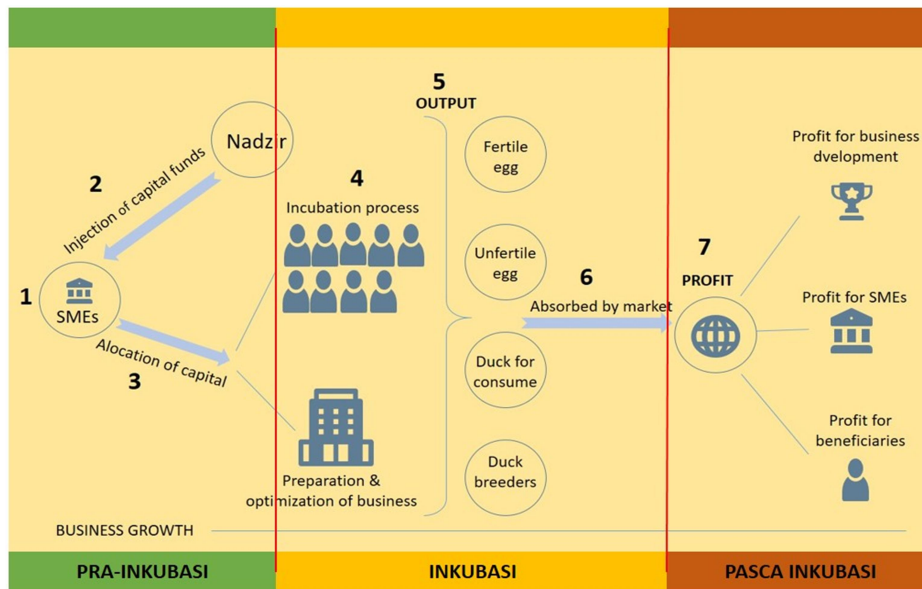 Nadzir
2
Injection of capital funds
1
SMEs
Alocation of capital
3
4
Incubation process
Preparation &
optimization of business
5
OUTPUT
Fertile
egg
Unfertile
egg
Duck for
consume
Duck
breeders
6
Absorbed by market
7
PROFIT
Profit for business
dvelopment
Profit for SMEs
Profit for
beneficiaries
BUSINESS GROWTH
PRA-INKUBASI
INKUBASI
PASCA INKUBASI